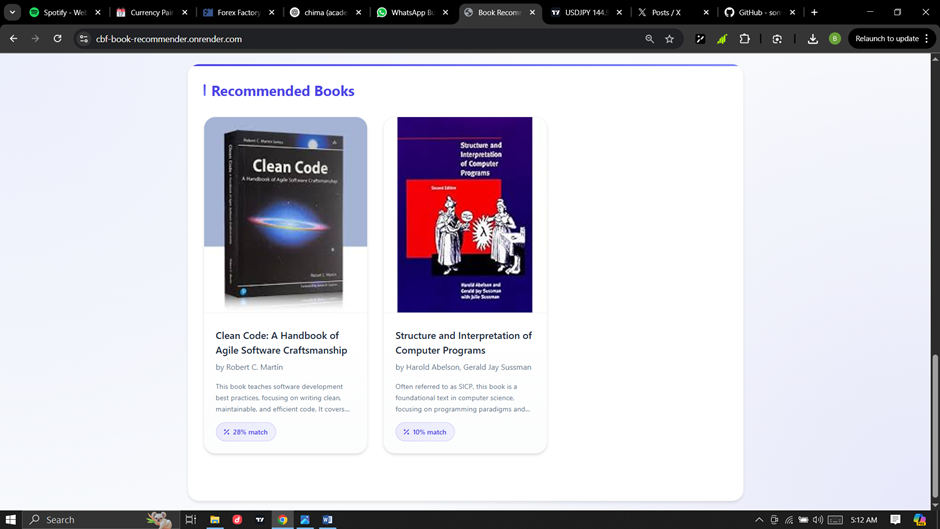 Spotify - Web
Currency Pair
Forex Factory
chima (acade
WhatsApp Bu
Book Recom
USDJPY 144.9
Posts / X
GitHub - son
cbf-book-recommender.onrender.com
B
Relaunch to update
Recommended Books
Robert C. Martin Series
Clean Code
A Handbook of Agile Software Craftsmanship
Robert C. Martin
Structure and
Interpretation
of Computer
Programs
Second Edition
Harold Abelson and
Gerald Jay Sussman
with Julie Sussman
Clean Code: A Handbook of
Agile Software Craftsmanship
by Robert C. Martin
This book teaches software development
best practices, focusing on writing clean,
maintainable, and efficient code. It covers...
28% match
Structure and Interpretation of
Computer Programs
by Harold Abelson, Gerald Jay Sussman
Often referred to as SICP, this book is a
foundational text in computer science,
focusing on programming paradigms and...
10% match
Search
5:12 AM